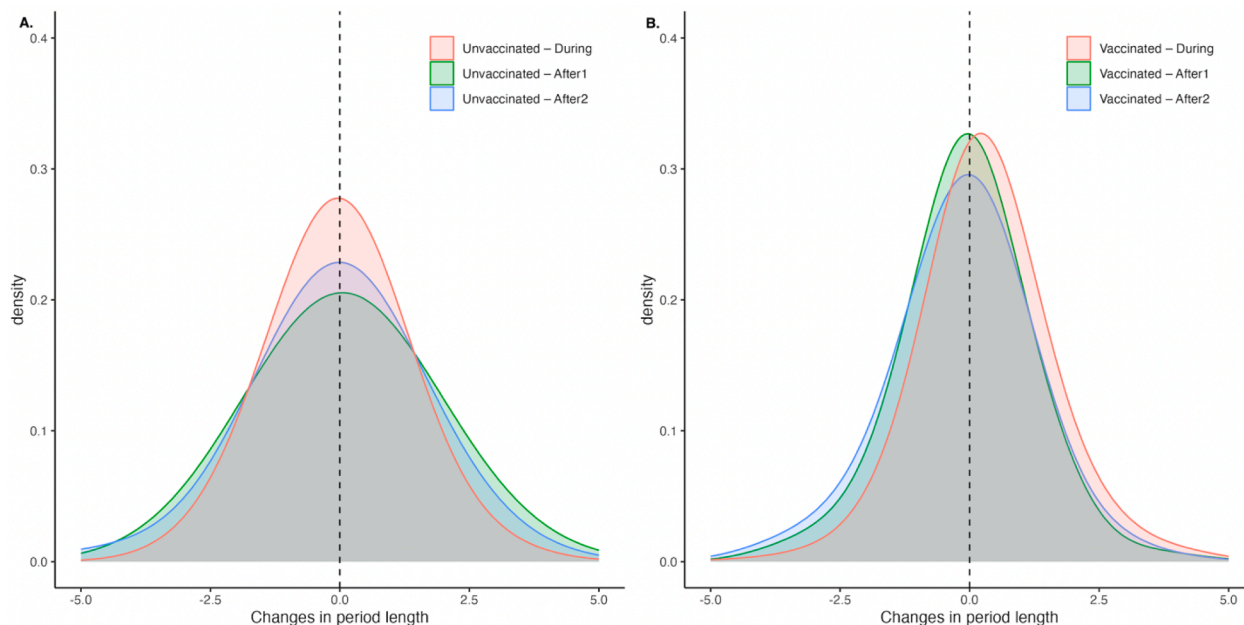 A.
0.4
0.3
0.2
0.1
0.0
density
-5.0
-2.5
0.0
2.5
5.0
Changes in period length
Unvaccinated – During
Unvaccinated – After1
Unvaccinated – After2
B.
0.4
0.3
0.2
0.1
0.0
density
-5.0
-2.5
0.0
2.5
5.0
Changes in period length
Vaccinated – During
Vaccinated – After1
Vaccinated – After2